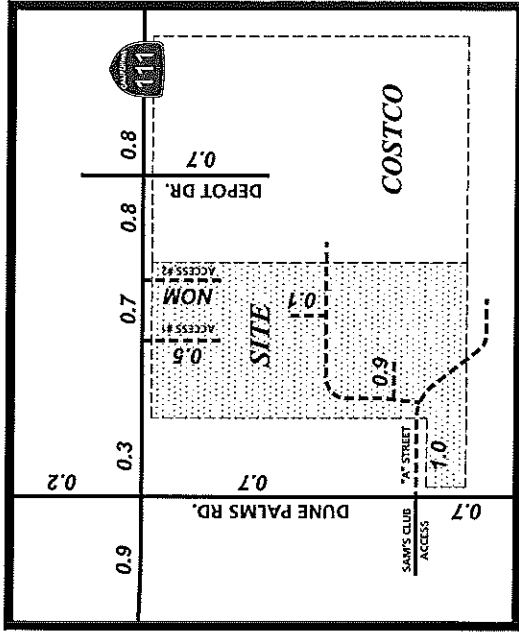 CALIFORNIA
111
0.8
0.7
DEPOT DR.
COSTCO
0.8
ACCESS #2
NOM
0.7
ACCESS #1
0.5
SITE
0.1
0.9
0.3
"A" STREET
1.0
0.2
0.7
DUNE PALMS RD.
0.7
SAM'S CLUB
ACCESS
0.9